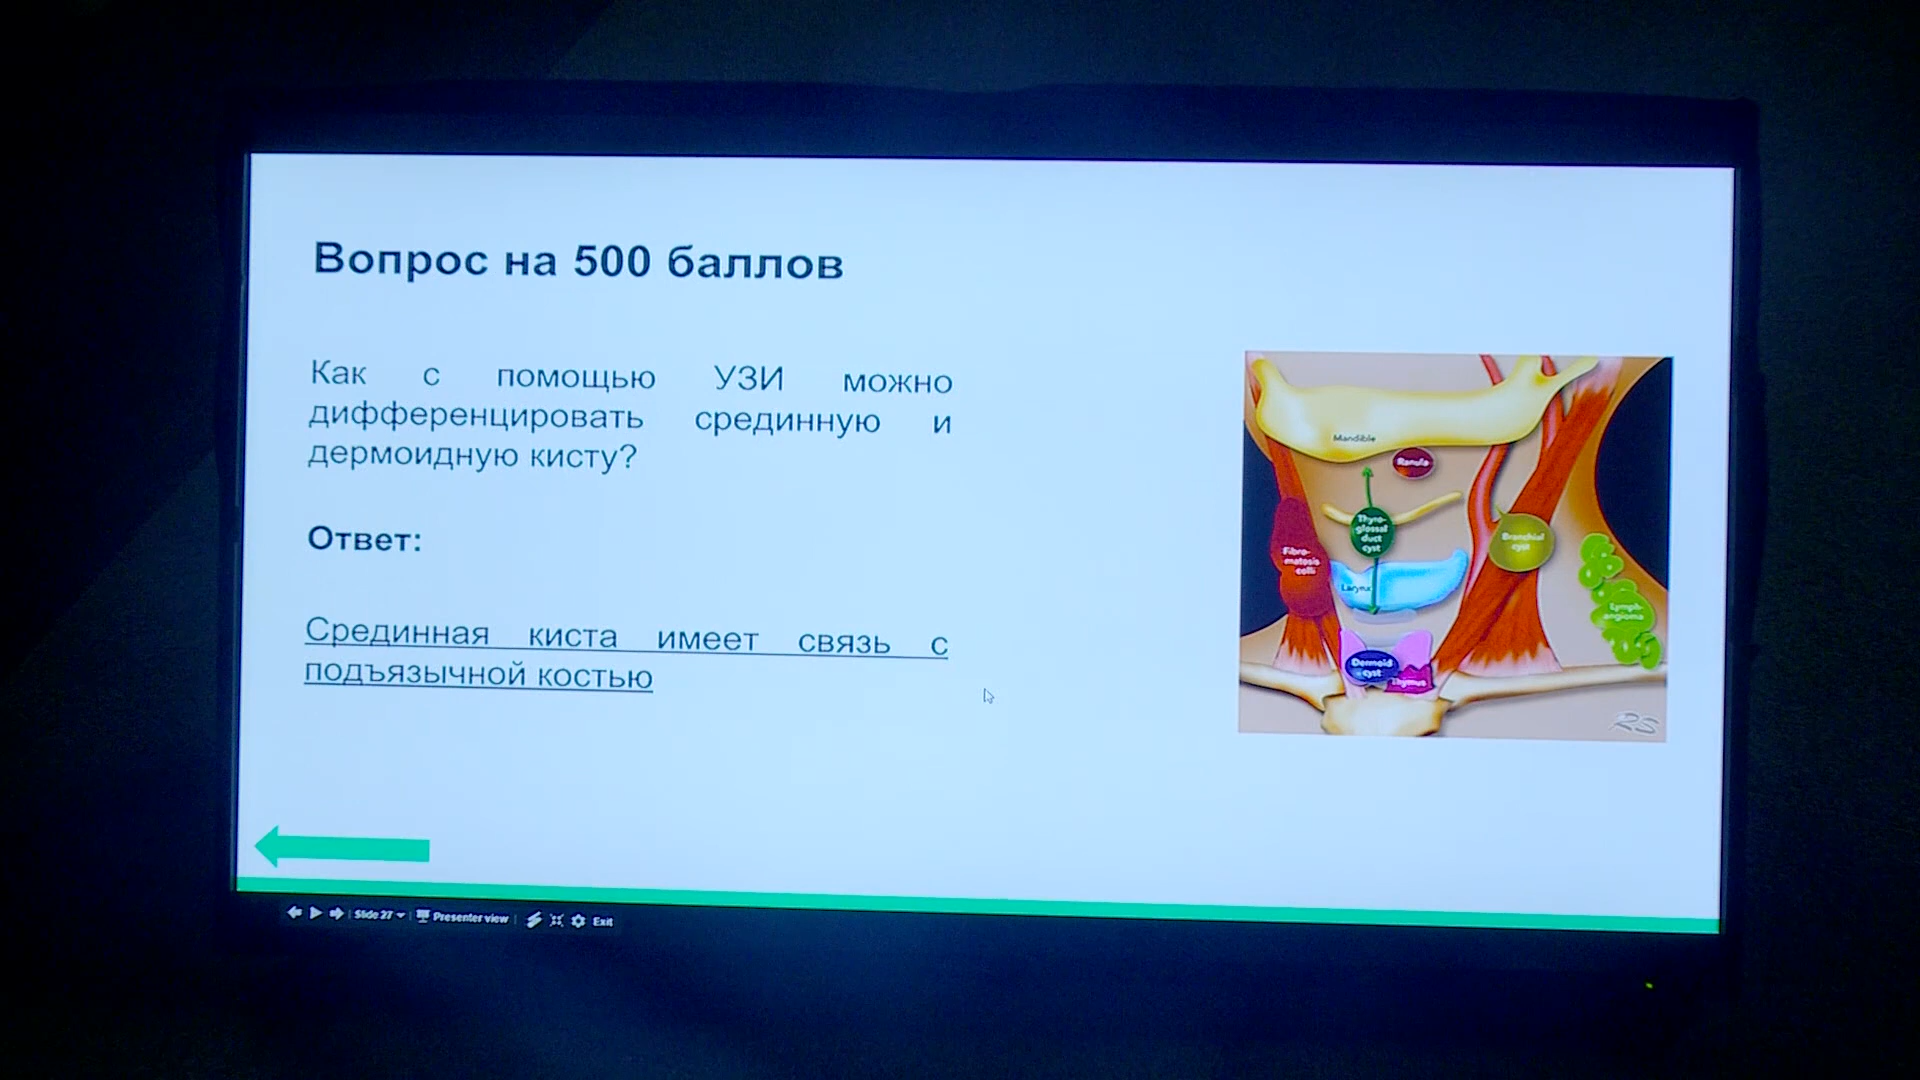 Вопрос на 500 баллов
Как с помощью УЗИ можно
дифференцировать срединную и
дермоидную кисту?
Ответ:
Срединная киста имеет связь с
подъязычной костью
Mandible
Ranula
Thyro-
glossal
duct
cyst
Branchial
cyst
Fibro-
matosis
colli
Larynx
Lymph-
angioma
Dermoid
cyst
Thymus
RS
Slide 27
Presenter view
Exit